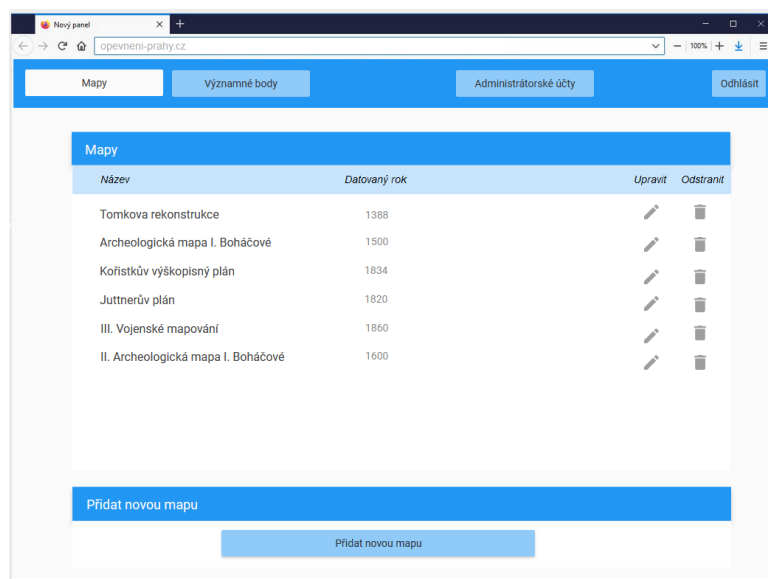 Nový panel
opevneni-prahy.cz 100%
Mapy Významné body Administrátorské účty Odhlásit
Mapy
Název Datovaný rok Upravit Odstranit
Tomkova rekonstrukce 1388
Archeologická mapa I. Boháčové 1500
Kořistkův výškopisný plán 1834
Juttnerův plán 1820
III. Vojenské mapování 1860
II. Archeologická mapa I. Boháčové 1600
Přidat novou mapu
Přidat novou mapu